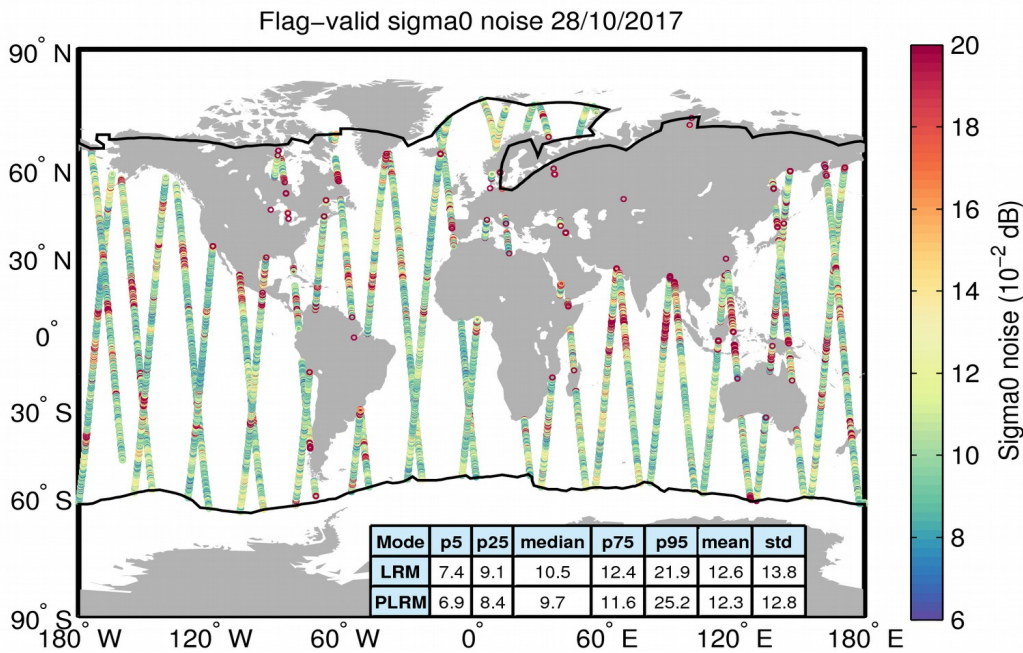 Flag−valid sigma0 noise 28/10/2017
90° N
60° N
30° N
0°
30° S
60° S
90° S
180° W
120° W
60° W
0°
60° E
120° E
180° E
20
18
16
14
12
10
8
6
Sigma0 noise (10⁻² dB)
Mode p5 p25 median p75 p95 mean std
LRM 7.4 9.1 10.5 12.4 21.9 12.6 13.8
PLRM 6.9 8.4 9.7 11.6 25.2 12.3 12.8